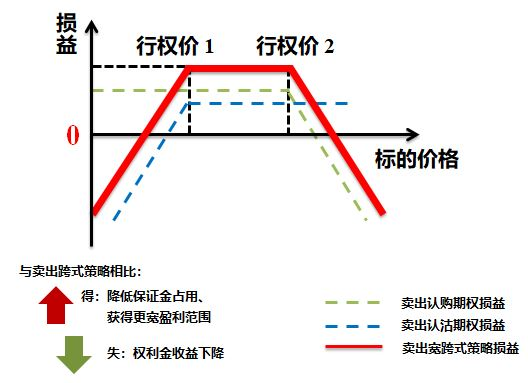 损益
行权价 1
行权价 2
0
标的价格
与卖出跨式策略相比：
得：降低保证金占用、
获得更宽盈利范围
失：权利金收益下降
卖出认购期权损益
卖出认沽期权损益
卖出宽跨式策略损益